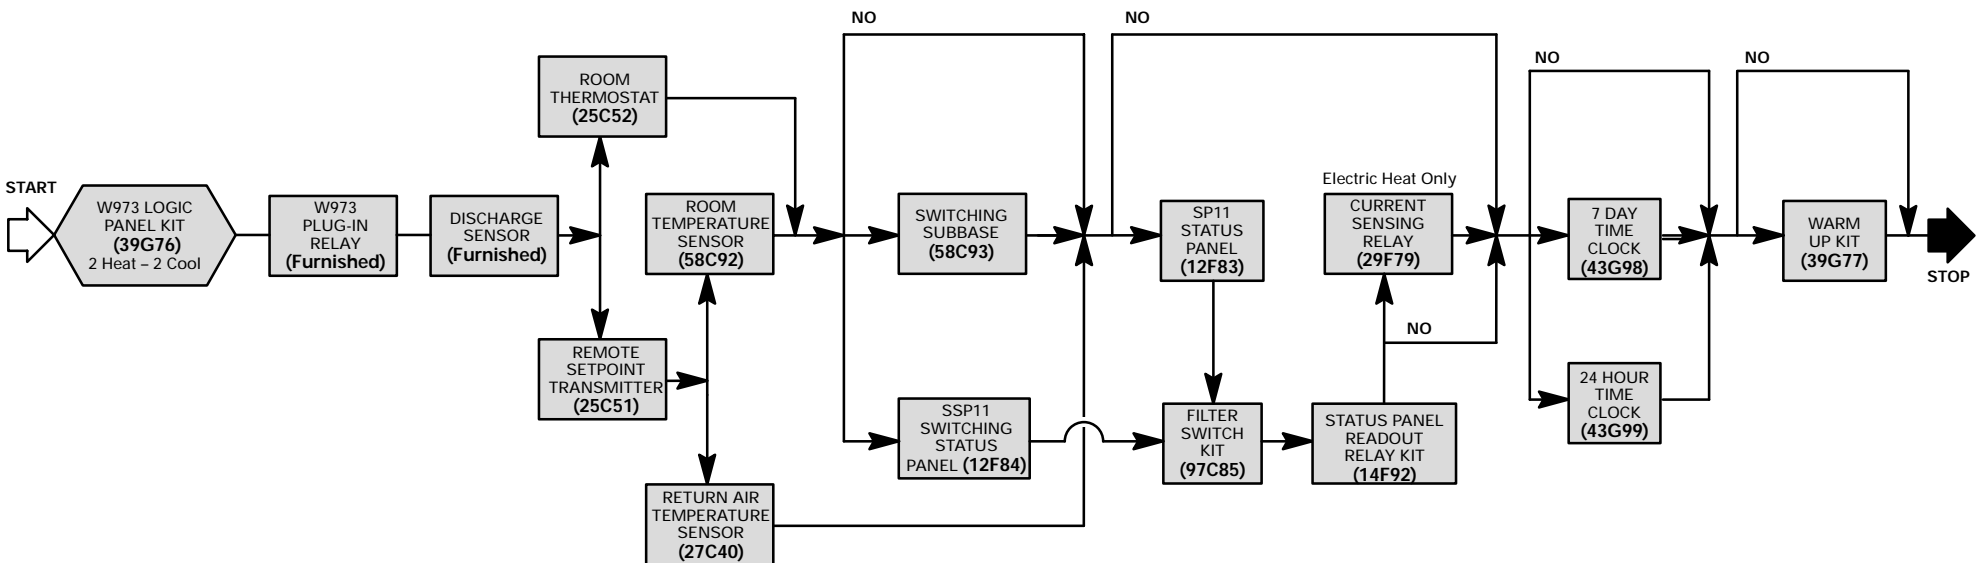 START
W973 LOGIC
PANEL KIT
(39G76)
2 Heat – 2 Cool
W973
PLUG-IN
RELAY
(Furnished)
DISCHARGE
SENSOR
(Furnished)
ROOM
THERMOSTAT
(25C52)
REMOTE
SETPOINT
TRANSMITTER
(25C51)
ROOM
TEMPERATURE
SENSOR
(58C92)
RETURN AIR
TEMPERATURE
SENSOR
(27C40)
NO
SWITCHING
SUBBASE
(58C93)
SSP11
SWITCHING
STATUS
PANEL (12F84)
NO
SP11
STATUS
PANEL
(12F83)
FILTER
SWITCH
KIT
(97C85)
STATUS PANEL
READOUT
RELAY KIT
(14F92)
Electric Heat Only
CURRENT
SENSING
RELAY
(29F79)
NO
NO
7 DAY
TIME
CLOCK
(43G98)
24 HOUR
TIME
CLOCK
(43G99)
NO
WARM
UP KIT
(39G77)
STOP